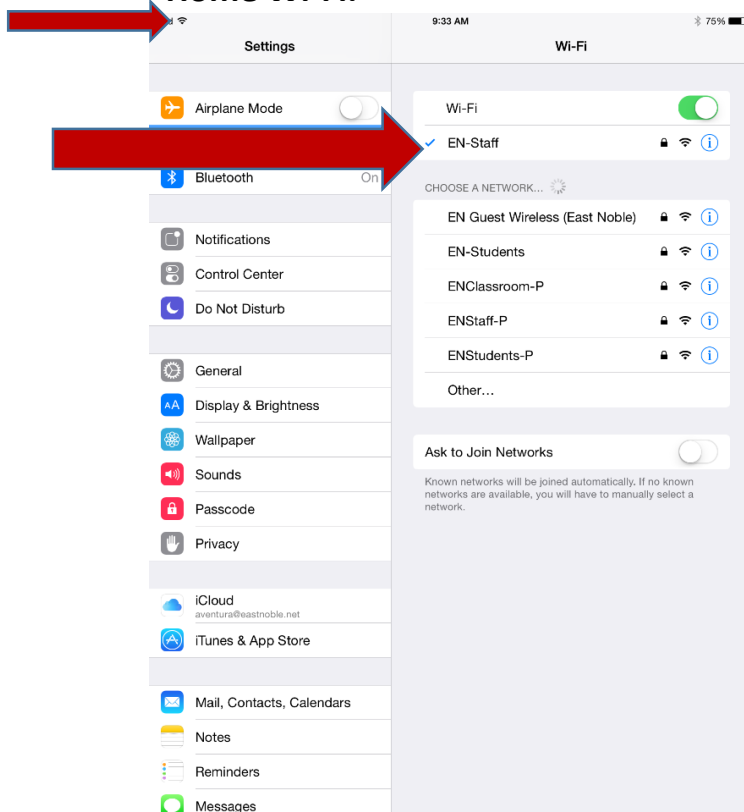 9:33 AM
75%
Settings
Wi-Fi
Airplane Mode
Wi-Fi
EN-Staff
Bluetooth On
CHOOSE A NETWORK...
EN Guest Wireless (East Noble)
Notifications
EN-Students
Control Center
ENClassroom-P
Do Not Disturb
ENStaff-P
ENStudents-P
General
Other...
AA Display & Brightness
Wallpaper
Ask to Join Networks
Sounds
Known networks will be joined automatically. If no known
networks are available, you will have to manually select a
network.
Passcode
Privacy
iCloud
aventura@eastnoble.net
iTunes & App Store
Mail, Contacts, Calendars
Notes
Reminders
Messages